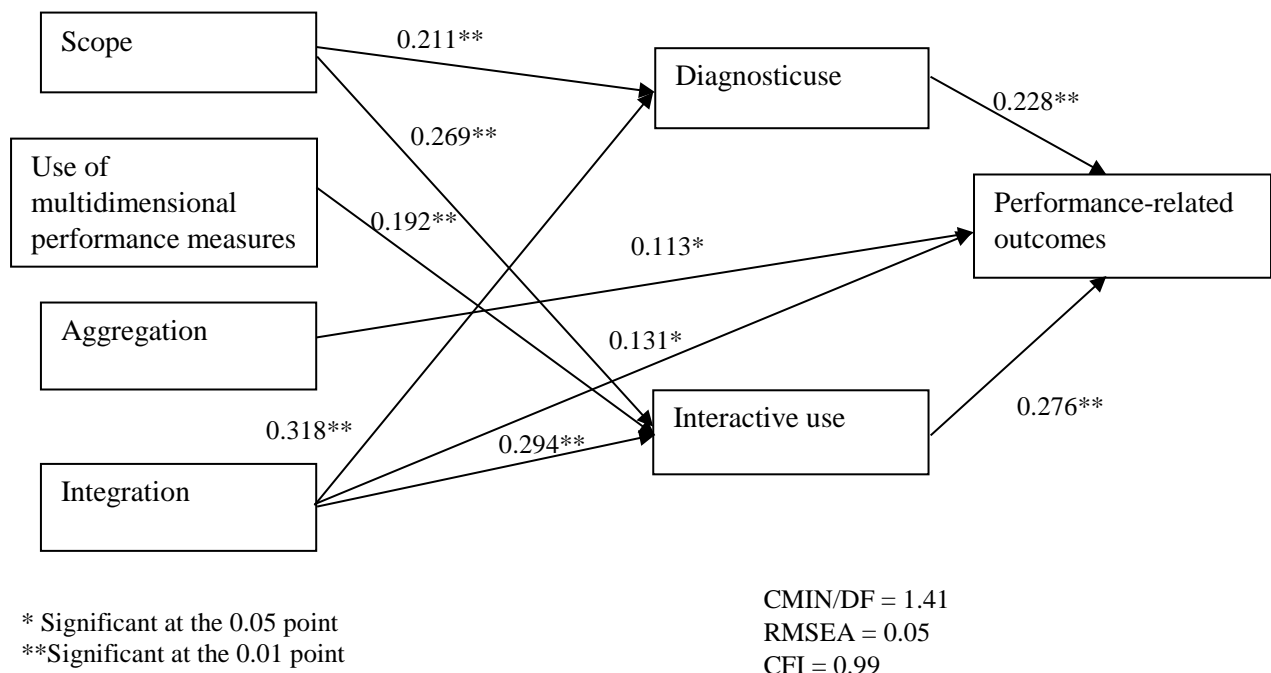 Scope
0.211**
Diagnosticuse
0.228**
0.269**
Use of
multidimensional
performance measures
0.192**
0.113*
Performance-related
outcomes
Aggregation
0.131*
0.318**
0.294**
Interactive use
0.276**
Integration
* Significant at the 0.05 point
**Significant at the 0.01 point
CMIN/DF = 1.41
RMSEA = 0.05
CFI = 0.99